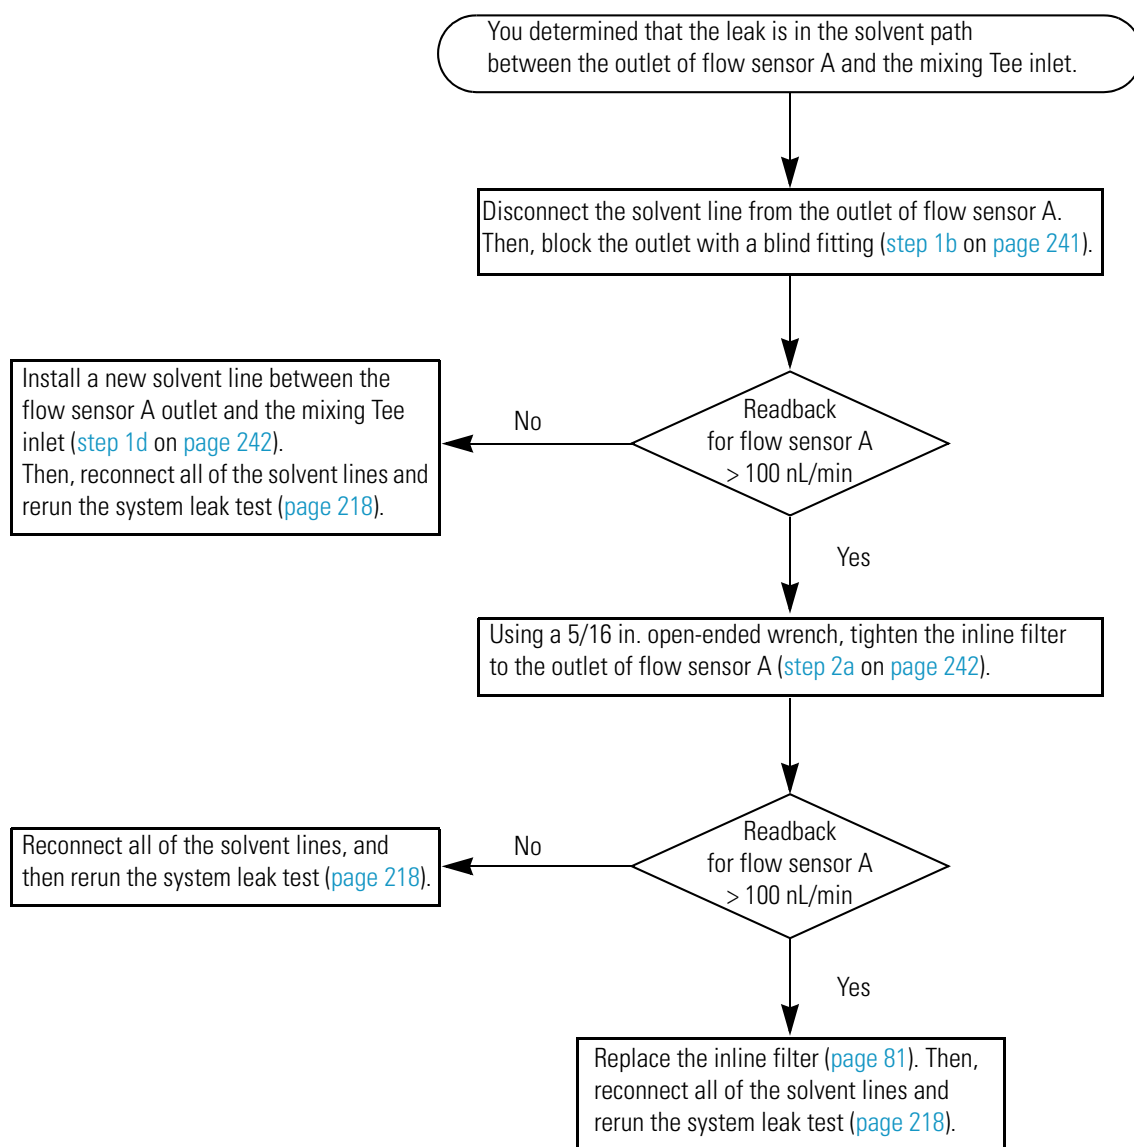 You determined that the leak is in the solvent path
between the outlet of flow sensor A and the mixing Tee inlet.
Disconnect the solvent line from the outlet of flow sensor A.
Then, block the outlet with a blind fitting (step 1b on page 241).
Readback
for flow sensor A
> 100 nL/min
No
Install a new solvent line between the
flow sensor A outlet and the mixing Tee
inlet (step 1d on page 242).
Then, reconnect all of the solvent lines and
rerun the system leak test (page 218).
Yes
Using a 5/16 in. open-ended wrench, tighten the inline filter
to the outlet of flow sensor A (step 2a on page 242).
Readback
for flow sensor A
> 100 nL/min
No
Reconnect all of the solvent lines, and
then rerun the system leak test (page 218).
Yes
Replace the inline filter (page 81). Then,
reconnect all of the solvent lines and
rerun the system leak test (page 218).